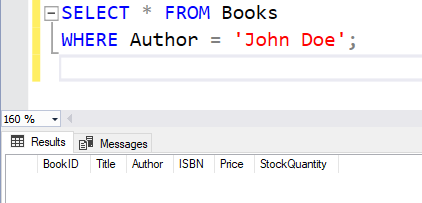 SELECT * FROM Books
WHERE Author = 'John Doe';
160 %
Results Messages
BookID Title Author ISBN Price StockQuantity